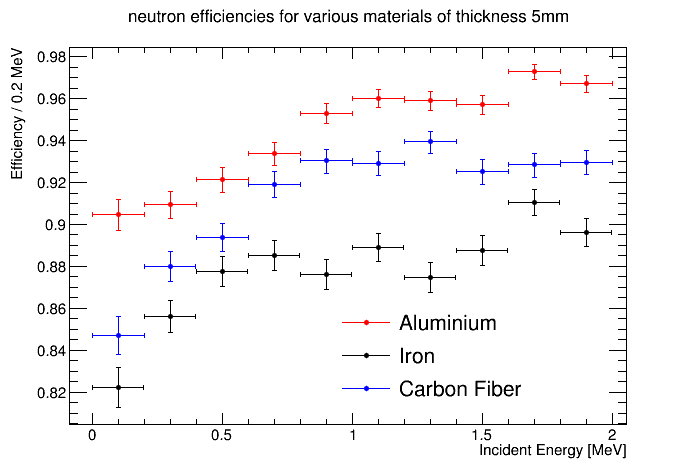 neutron efficiencies for various materials of thickness 5mm
Efficiency / 0.2 MeV
0.98
0.96
0.94
0.92
0.9
0.88
0.86
0.84
0.82
Aluminium
Iron
Carbon Fiber
0 0.5 1 1.5 2
Incident Energy [MeV]